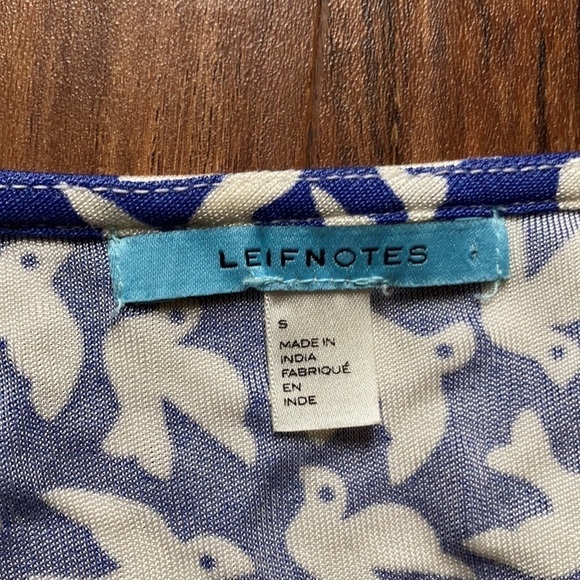 LEIFNOTES
S
MADE IN
INDIA
FABRIQUÉ
EN
INDE